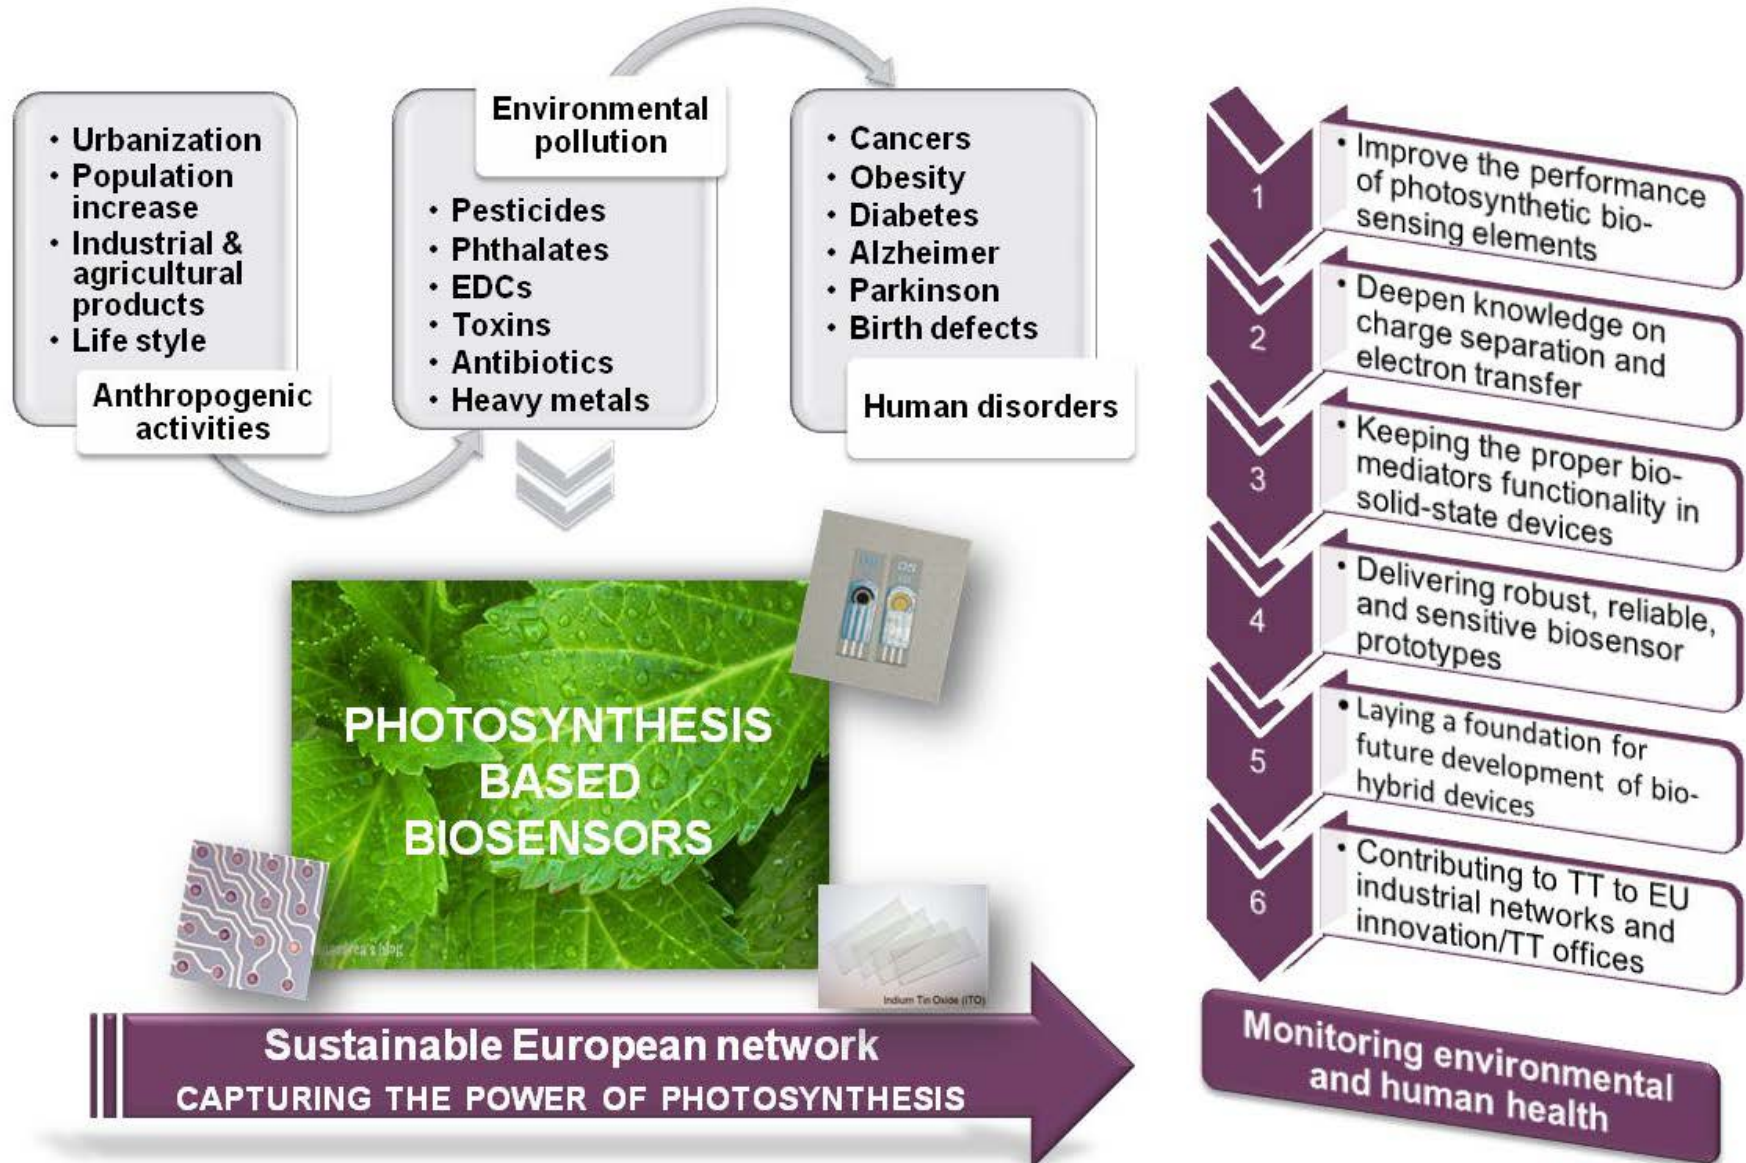 • Urbanization
• Population
increase
• Industrial &
agricultural
products
• Life style
Anthropogenic
activities
Environmental
pollution
• Pesticides
• Phthalates
• EDCs
• Toxins
• Antibiotics
• Heavy metals
• Cancers
• Obesity
• Diabetes
• Alzheimer
• Parkinson
• Birth defects
Human disorders
PHOTOSYNTHESIS
BASED
BIOSENSORS
Indium Tin Oxide (ITO)
Sustainable European network
CAPTURING THE POWER OF PHOTOSYNTHESIS
1
• Improve the performance
of photosynthetic bio-
sensing elements
2
• Deepen knowledge on
charge separation and
electron transfer
3
• Keeping the proper bio-
mediators functionality in
solid-state devices
4
• Delivering robust, reliable,
and sensitive biosensor
prototypes
5
• Laying a foundation for
future development of bio-
hybrid devices
6
• Contributing to TT to EU
industrial networks and
innovation/TT offices
Monitoring environmental
and human health